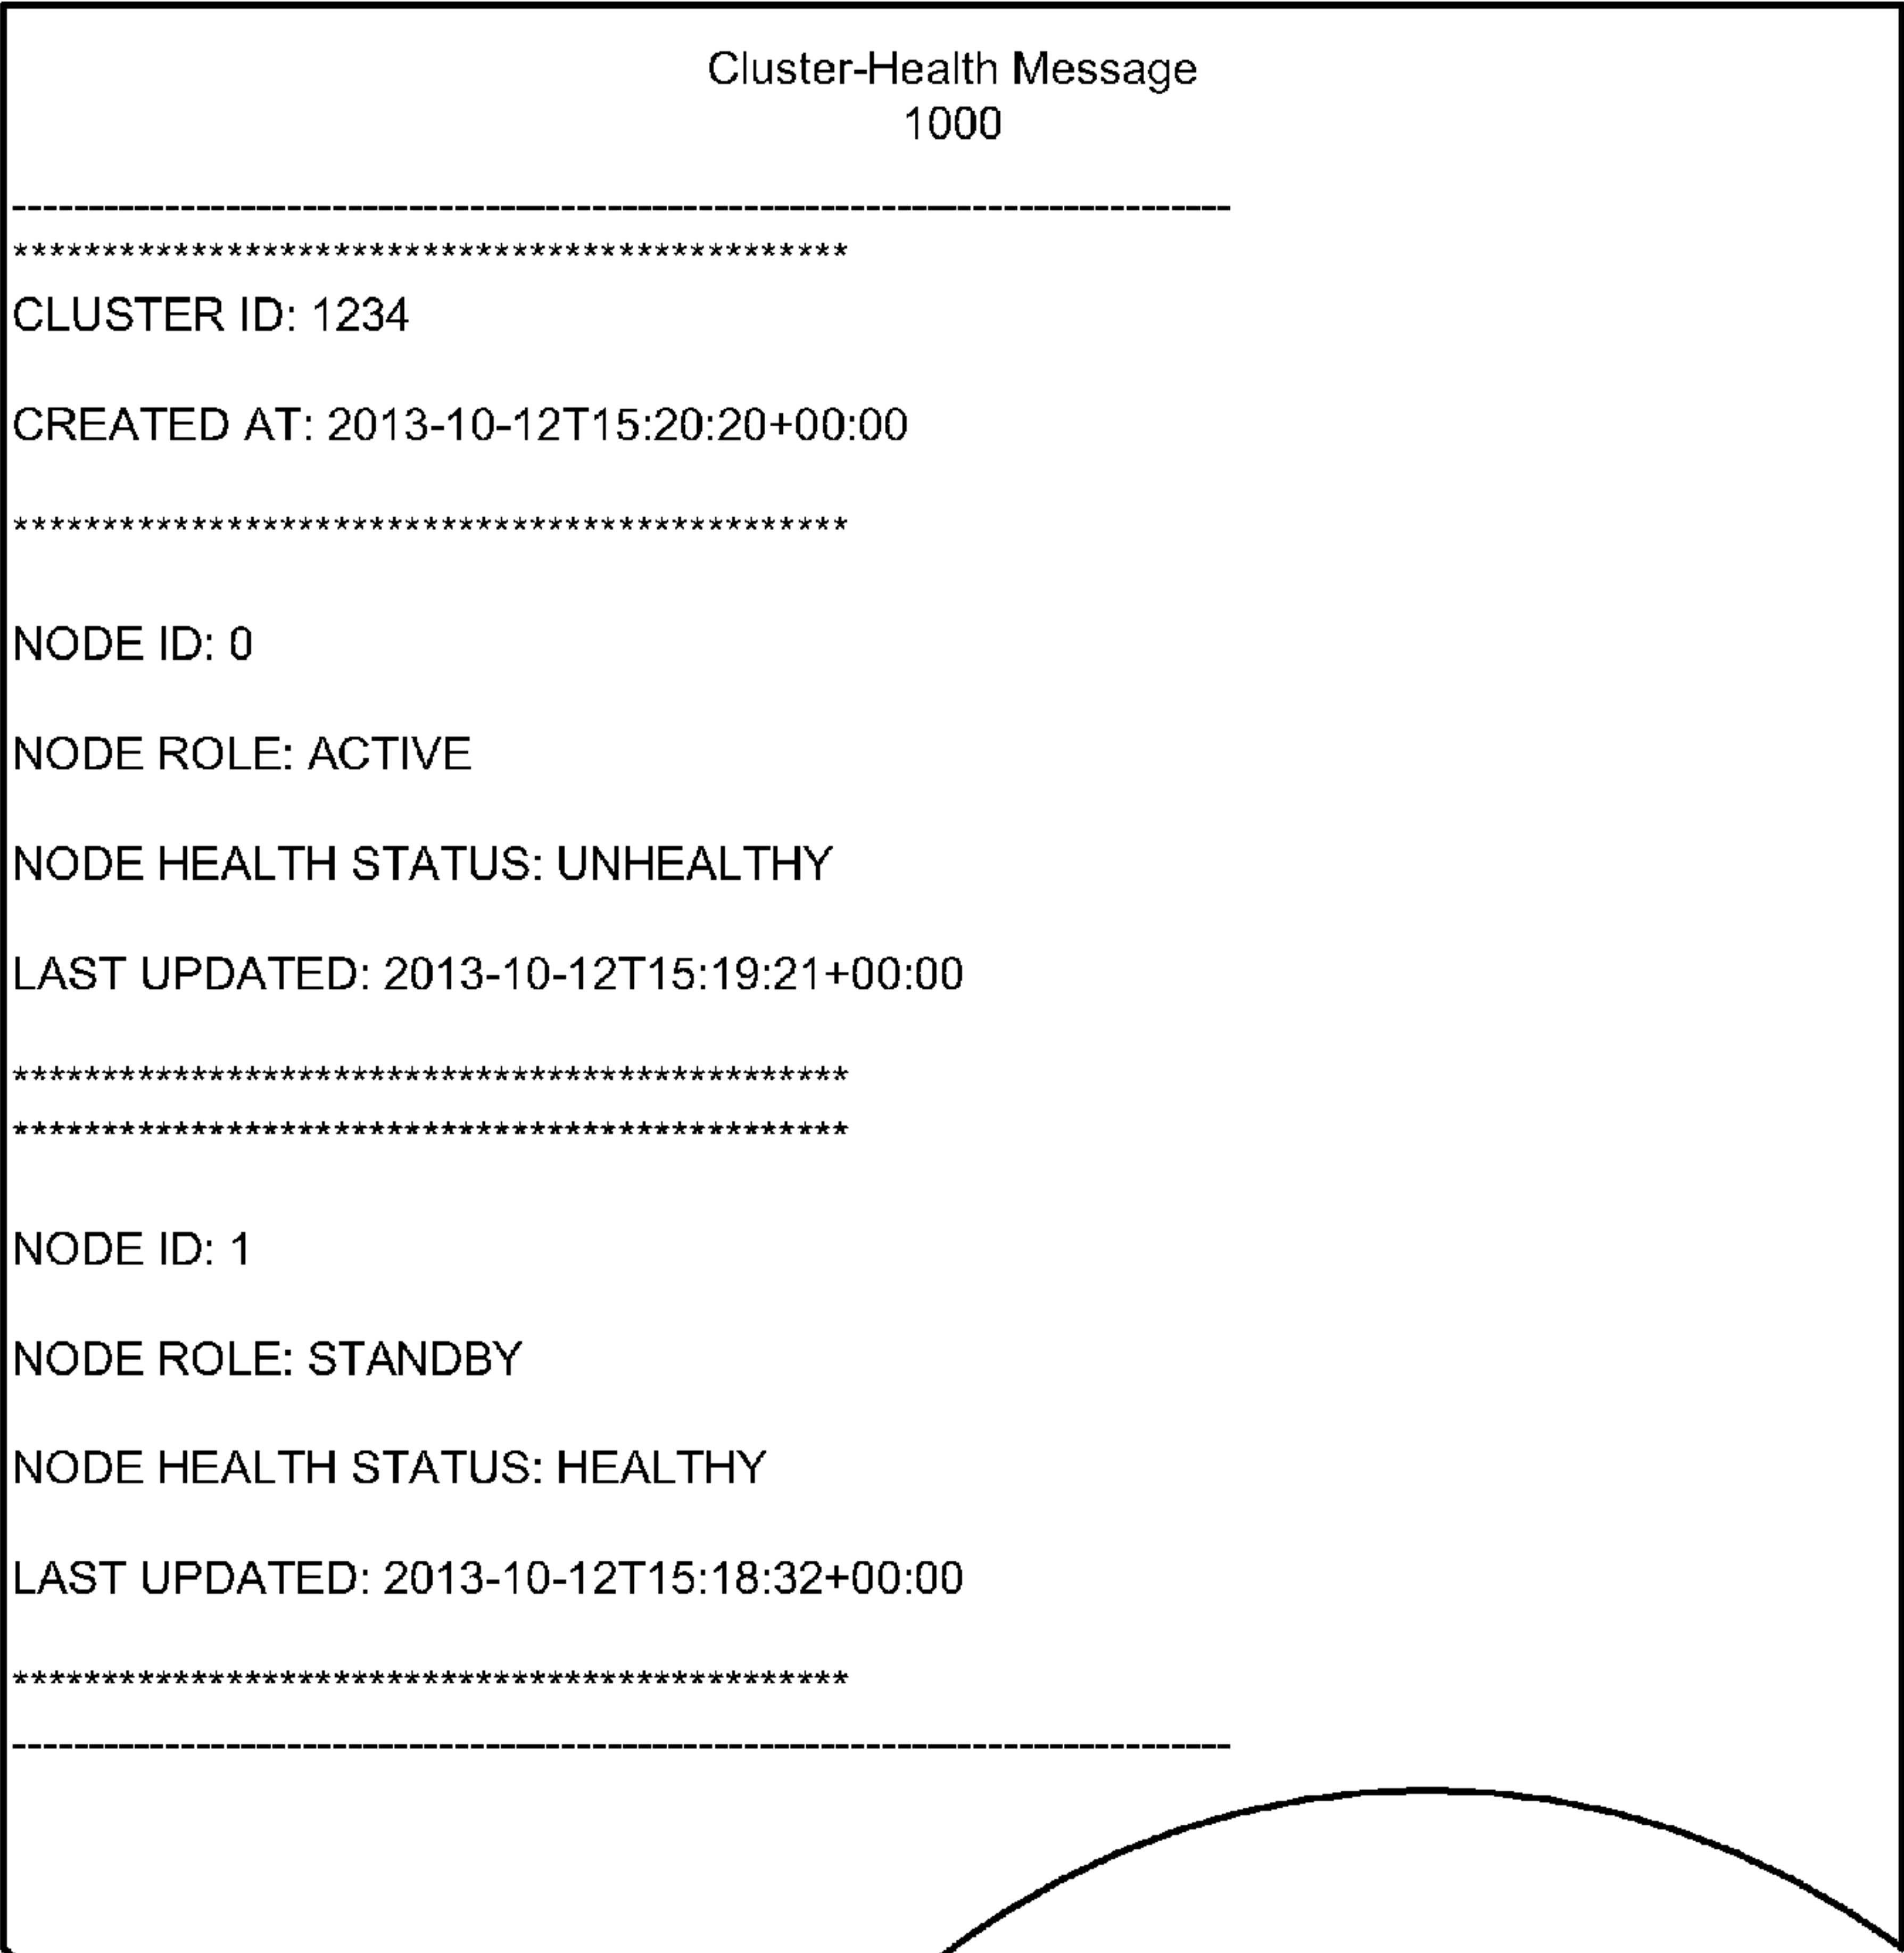 Cluster-Health Message
1000
--------------------------------------------------------------------------------
***********************************************
CLUSTER ID: 1234
CREATED AT: 2013-10-12T15:20:20+00:00
***********************************************
NODE ID: 0
NODE ROLE: ACTIVE
NODE HEALTH STATUS: UNHEALTHY
LAST UPDATED: 2013-10-12T15:19:21+00:00
***********************************************
***********************************************
NODE ID: 1
NODE ROLE: STANDBY
NODE HEALTH STATUS: HEALTHY
LAST UPDATED: 2013-10-12T15:18:32+00:00
***********************************************
--------------------------------------------------------------------------------